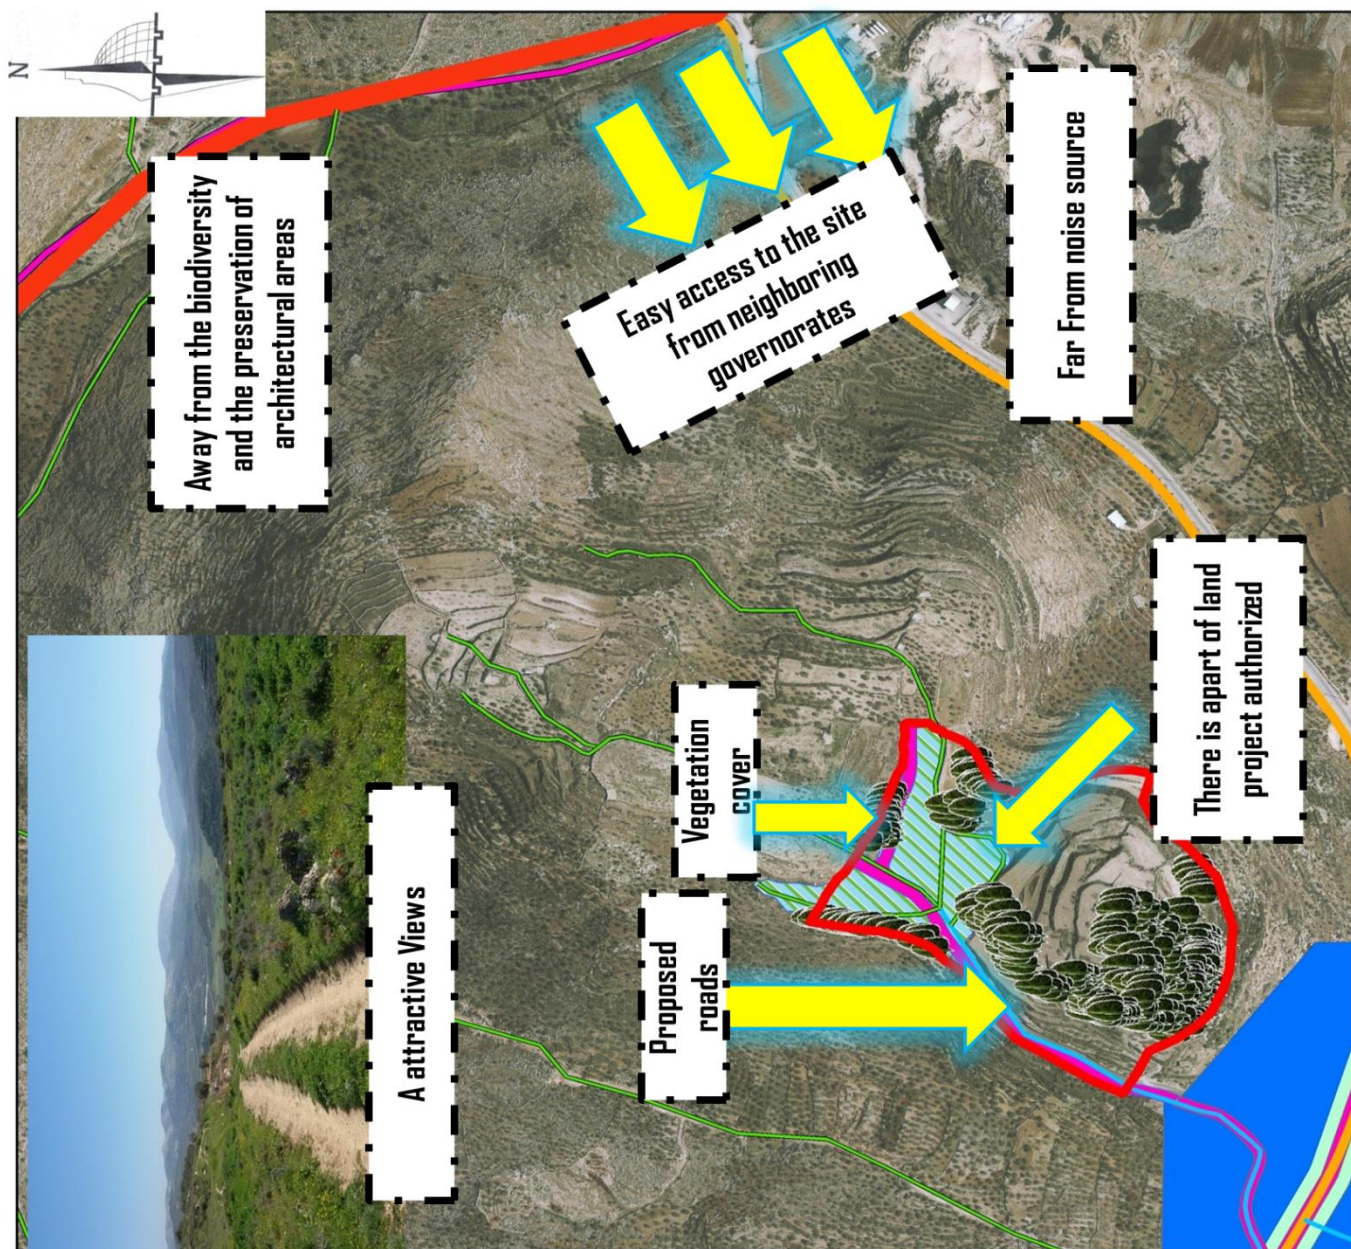 N
Away from the biodiversity
and the preservation of
architectural areas
Easy access to the site
from neighboring
governorates
Far From noise source
A attractive Views
Vegetation
cover
Proposed
roads
There is apart of land
project authorized